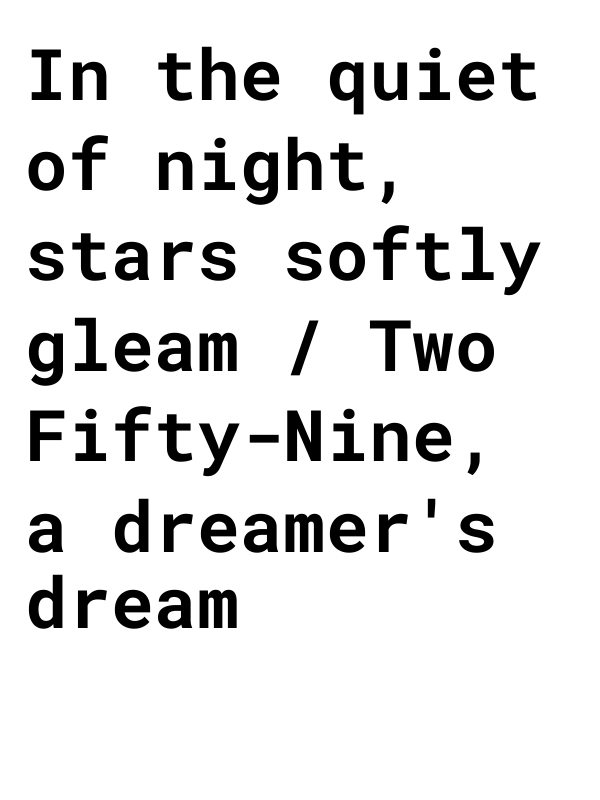 In the quiet
of night,
stars softly
gleam / Two
Fifty-Nine,
a dreamer's
dream